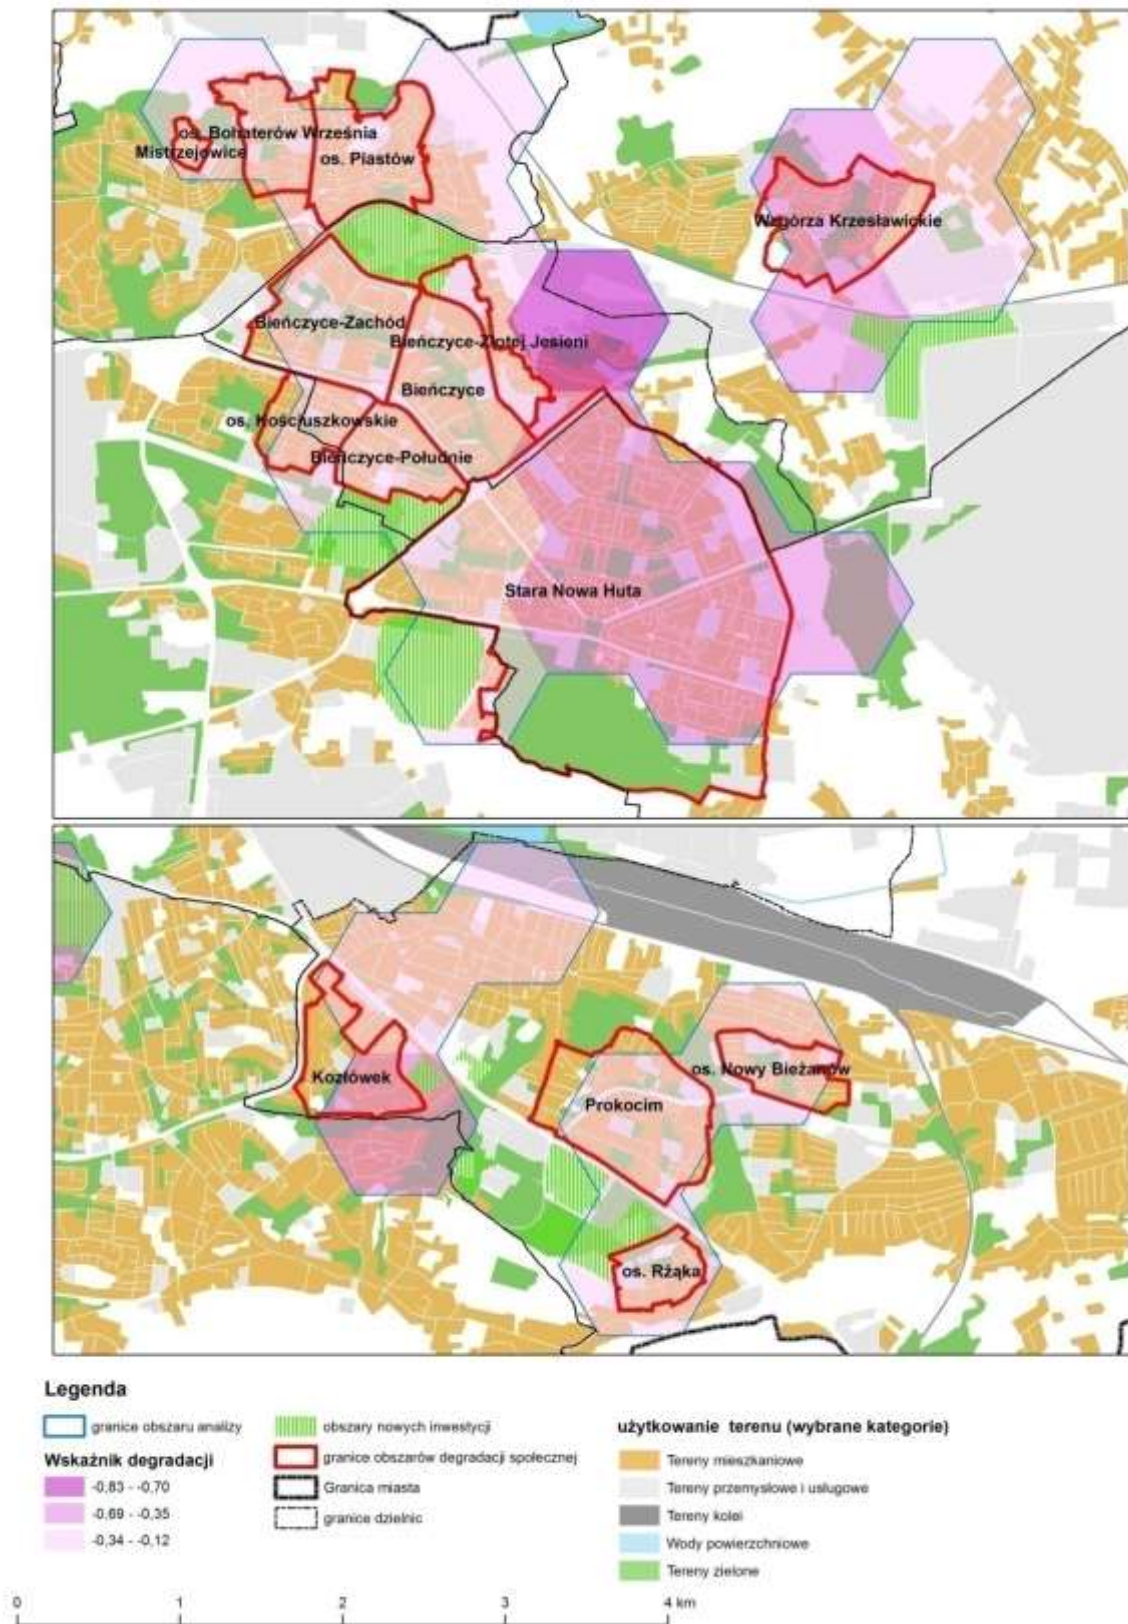 os. Bohaterów Września
Mistrzejowice
os. Piastów
Wzgórza Krzesławickie
Bieńczyce-Zachód
Bieńczyce-Złotej Jesieni
Bieńczyce
os. Kościuszkowskie
Bieńczyce-Południe
Stara Nowa Huta
Kozłówek
os. Nowy Bieżanów
Prokocim
os. Rżąka
Legenda
granice obszaru analizy
Wskaźnik degradacji
-0,83 - -0,70
-0,69 - -0,35
-0,34 - -0,12
obszary nowych inwestycji
granice obszarów degradacji społecznej
Granica miasta
granice dzielnic
użytkowanie terenu (wybrane kategorie)
Tereny mieszkaniowe
Tereny przemysłowe i usługowe
Tereny kolei
Wody powierzchniowe
Tereny zielone
0 1 2 3 4 km